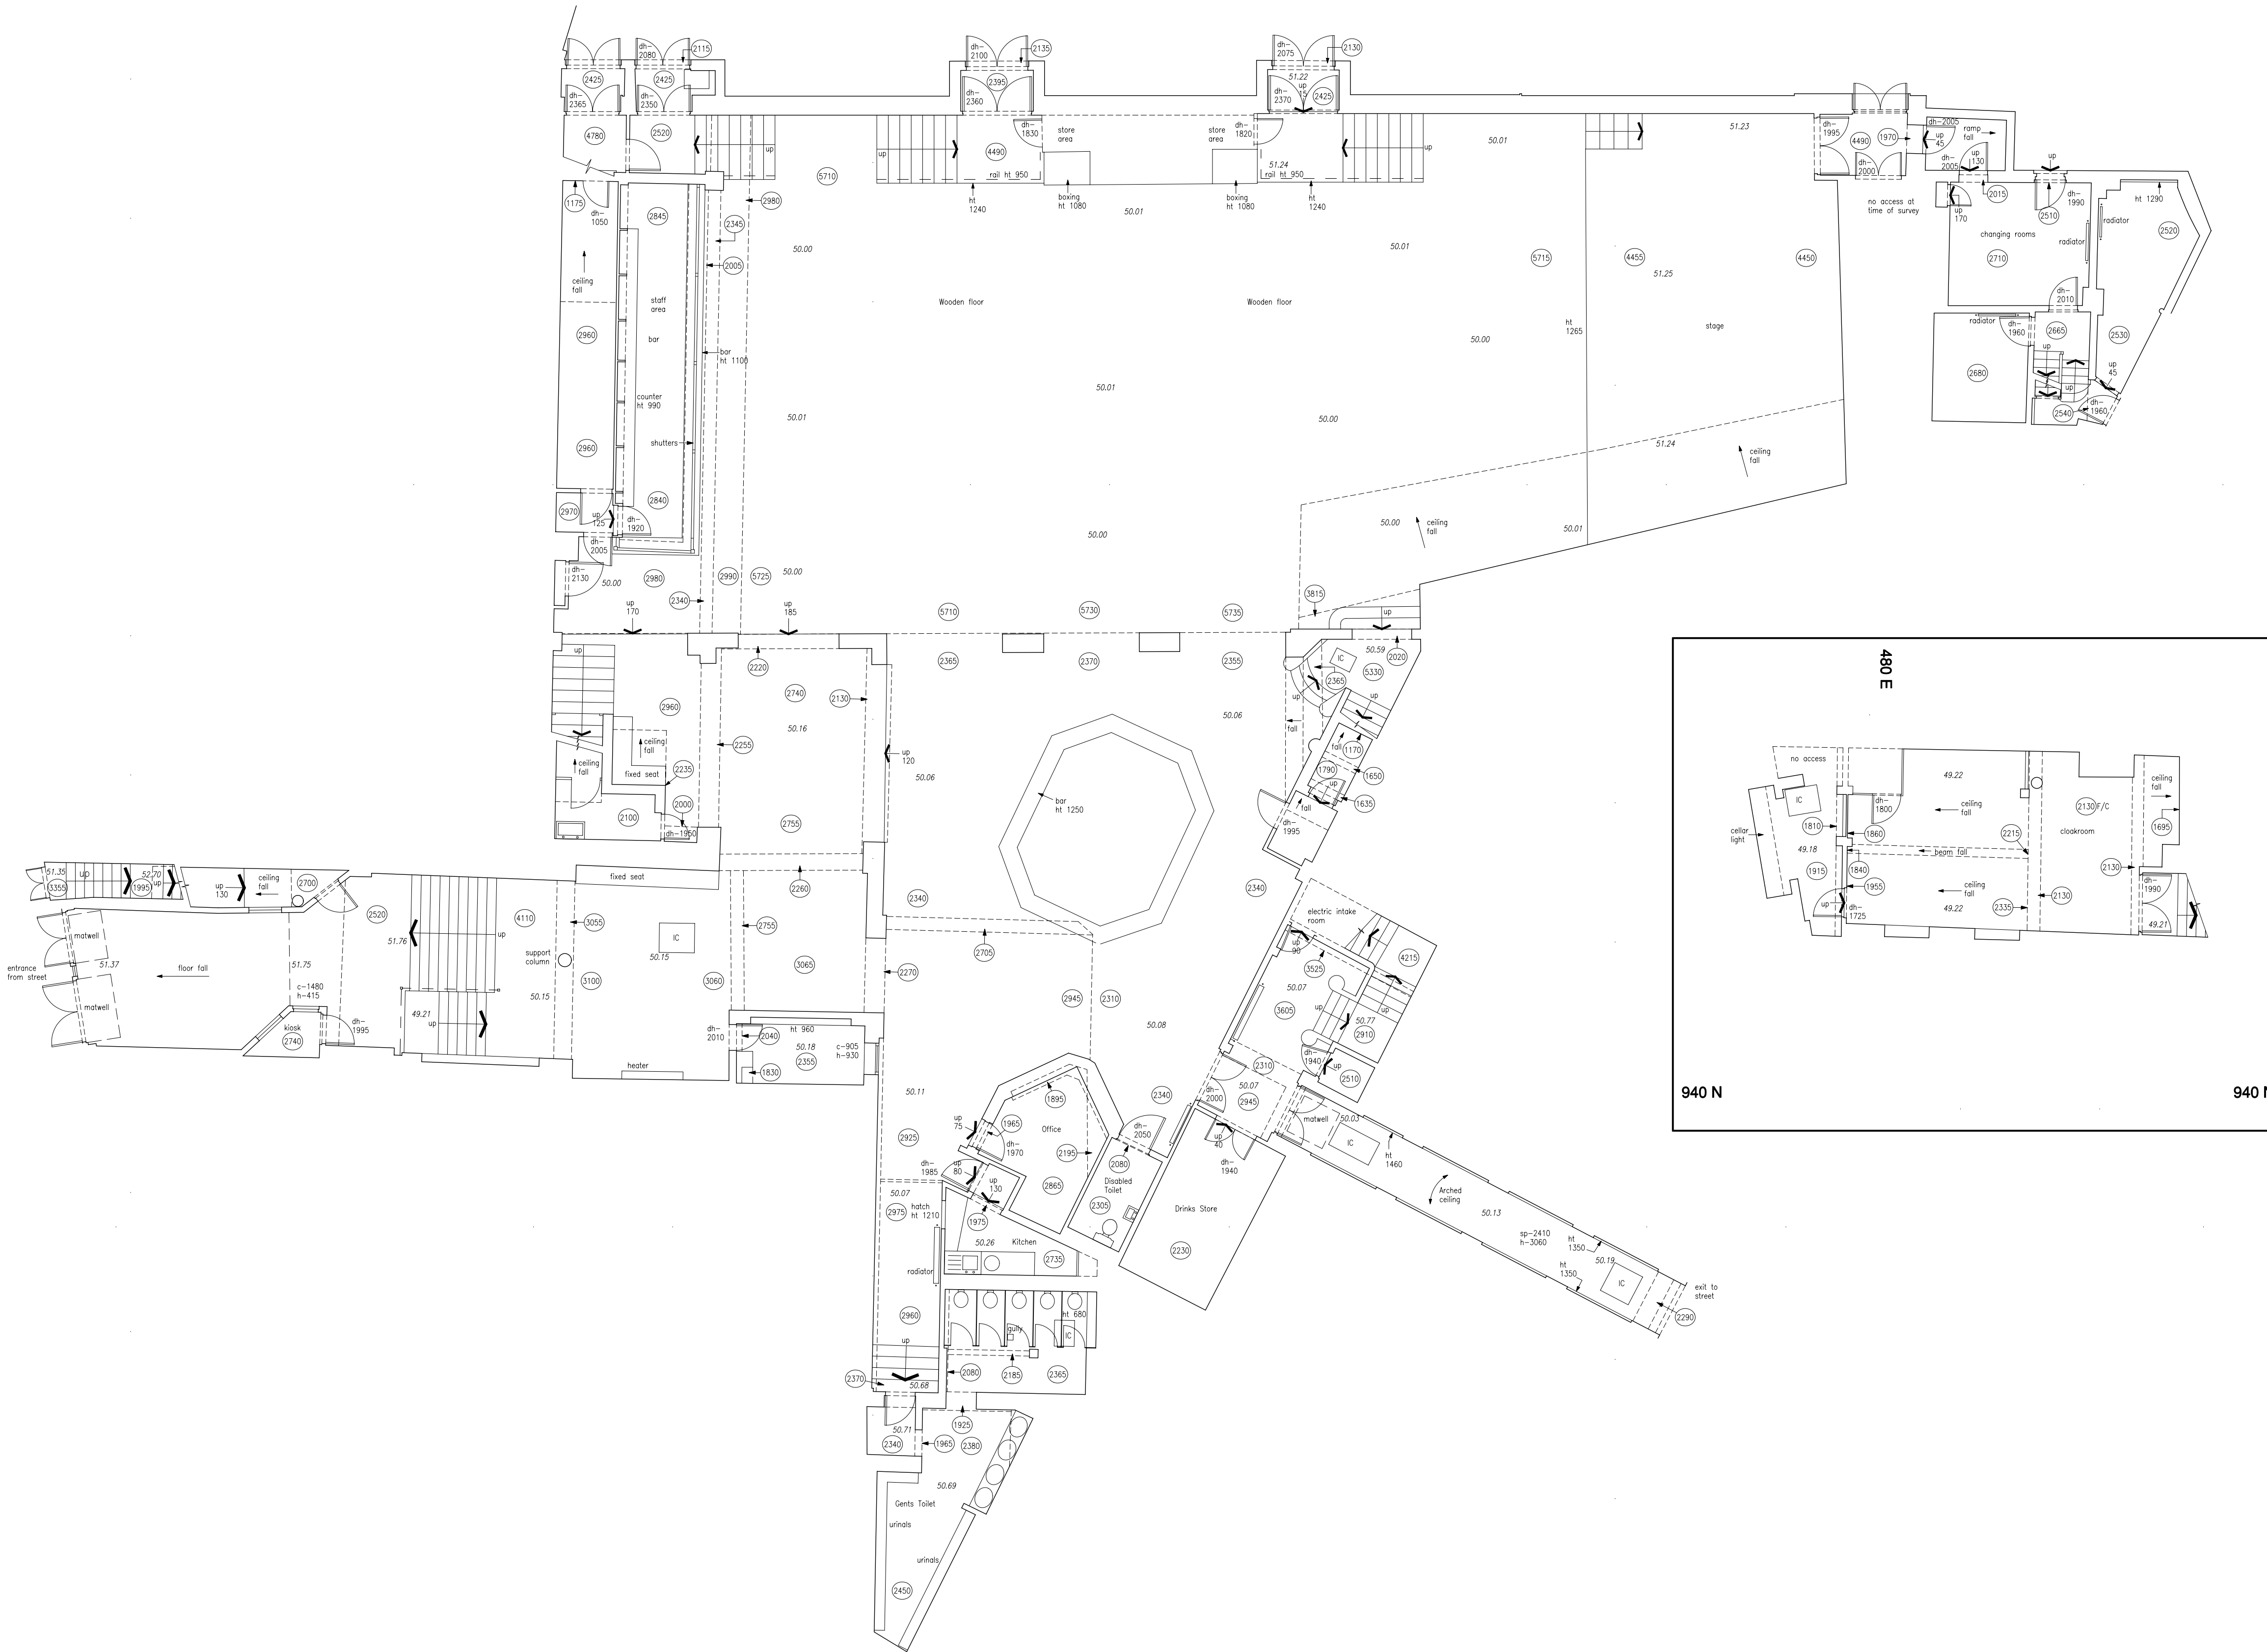 dh-
2080
2115
dh-
2100
2135
dh-
2075
2130
2425
2425
2395
51.22
up
15
2425
dh-
2365
dh-
2350
dh-
2360
dh-
2370
4780
2520
up
up
dh-
1830
4490
rail ht 950
store
area
store
area
dh-
1820
51.24
rail ht 950
up
50.01
51.23
dh-
1995
4490
dh-
2000
1970
dh-2005
up
45
ramp
fall
dh-
2005
up
130
up
1175
dh-
1050
2845
2345
2980
5710
ht
1240
boxing
ht 1080
50.01
boxing
ht 1080
ht
1240
no access at
time of survey
up
170
2015
2510
dh-
1990
ht 1290
radiator
changing rooms
radiator
2520
2710
2005
50.00
50.01
5715
4455
4450
51.25
ceiling
fall
staff
area
Wooden floor
Wooden floor
dh-
2010
2960
bar
bar
ht 1100
50.00
ht
1265
stage
radiator
dh-
1960
2665
up
2530
2680
up
45
up
2540
dh-
1960
counter
ht 990
50.01
50.01
50.00
2960
shutters
51.24
ceiling
fall
2970
up
125
2840
dh-
1920
50.00
50.00
ceiling
fall
50.01
dh-
2005
dh-
2130
50.00
2980
2340
2990
5725
50.00
up
170
up
185
5710
5730
5735
3815
up
up
2220
2365
2370
2355
IC
50.59
5330
2020
2365
up
up
2960
2740
2130
50.16
50.06
fall
ceiling
fall
2255
ceiling
fall
fixed seat
2235
up
120
50.06
fall
1170
1790
1650
up
1635
fall
2000
2100
dh-1950
2755
bar
ht 1250
dh-
1995
51.35
3355
up
1995
52.70
up
up
130
ceiling
fall
2700
fixed seat
2260
2340
2340
2520
4110
51.76
3055
up
matwell
51.37
entrance
from street
floor fall
51.75
c-1480
h-415
matwell
kiosk
2740
dh-
1995
49.21
up
support
column
3100
50.15
IC
50.15
2755
3060
3065
2270
2705
heater
dh-
2010
2040
ht 960
50.18
2355
c-905
h-930
1830
2945
2310
50.08
electric intake
room
up
90
3525
50.07
3605
up
50.77
2910
up
4215
2310
dh-
1940
up
2510
50.11
1895
2340
dh-
2000
50.07
2945
matwell
50.03
IC
ht
1460
up
75
1965
Office
dh-
1970
2195
2925
dh-
2050
2080
up
40
dh-
1940
dh-
1985
up
80
up
130
2865
Disabled
Toilet
2305
50.07
hatch
ht 1210
2975
1975
50.26
Kitchen
2735
radiator
Drinks Store
2230
Arched
ceiling
50.13
sp-2410
h-3060
ht
1350
ht
1350
50.19
IC
exit to
street
2290
2960
up
gully
ht 680
IC
2370
50.68
2080
2185
2365
50.71
2340
1965
1925
2380
50.69
Gents Toilet
urinals
urinals
2450
480 E
no access
49.22
IC
dh-
1800
ceiling
fall
2130 F/C
cloakroom
ceiling
fall
1695
cellar
light
1810
1860
2215
beam fall
49.18
1915
1840
1955
2130
2130
ceiling
fall
49.22
2335
dh-
1990
up
dh-
1725
49.21
940 N
940 N